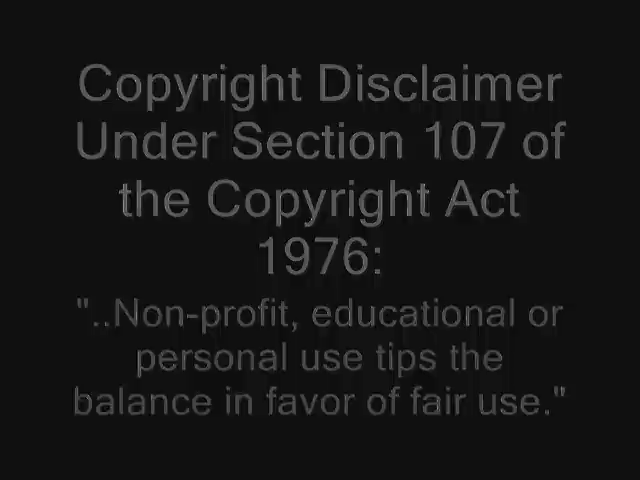 Copyright Disclaimer
Under Section 107 of
the Copyright Act
1976:
"..Non-profit, educational or
personal use tips the
balance in favor of fair use."